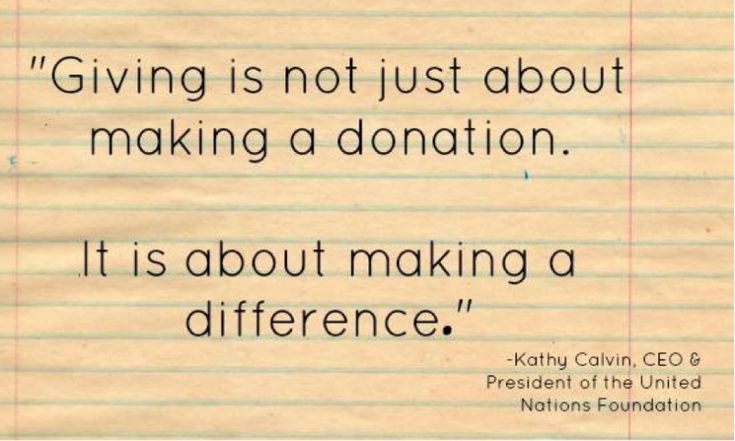 "Giving is not just about
making a donation.
It is about making a
difference."
-Kathy Calvin, CEO &
President of the United
Nations Foundation